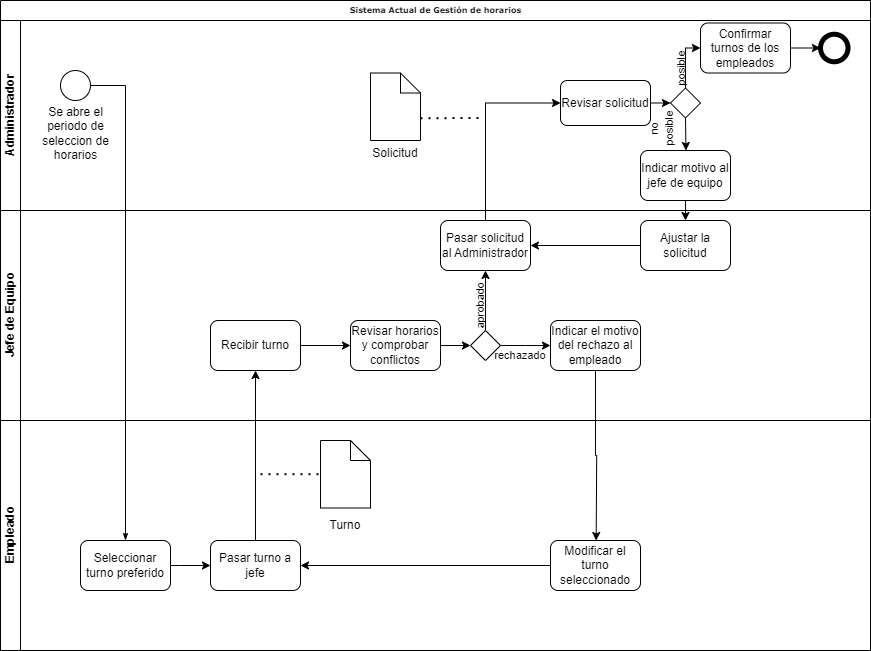 Sistema Actual de Gestión de horarios
Administrador
Se abre el
periodo de
seleccion de
horarios
Solicitud
Revisar solicitud
posible
no
posible
Confirmar
turnos de los
empleados
Indicar motivo al
jefe de equipo
Jefe de Equipo
Pasar solicitud
al Administrador
Ajustar la
solicitud
Recibir turno
Revisar horarios
y comprobar
conflictos
aprobado
rechazado
Indicar el motivo
del rechazo al
empleado
Empleado
Turno
Seleccionar
turno preferido
Pasar turno a
jefe
Modificar el
turno
seleccionado